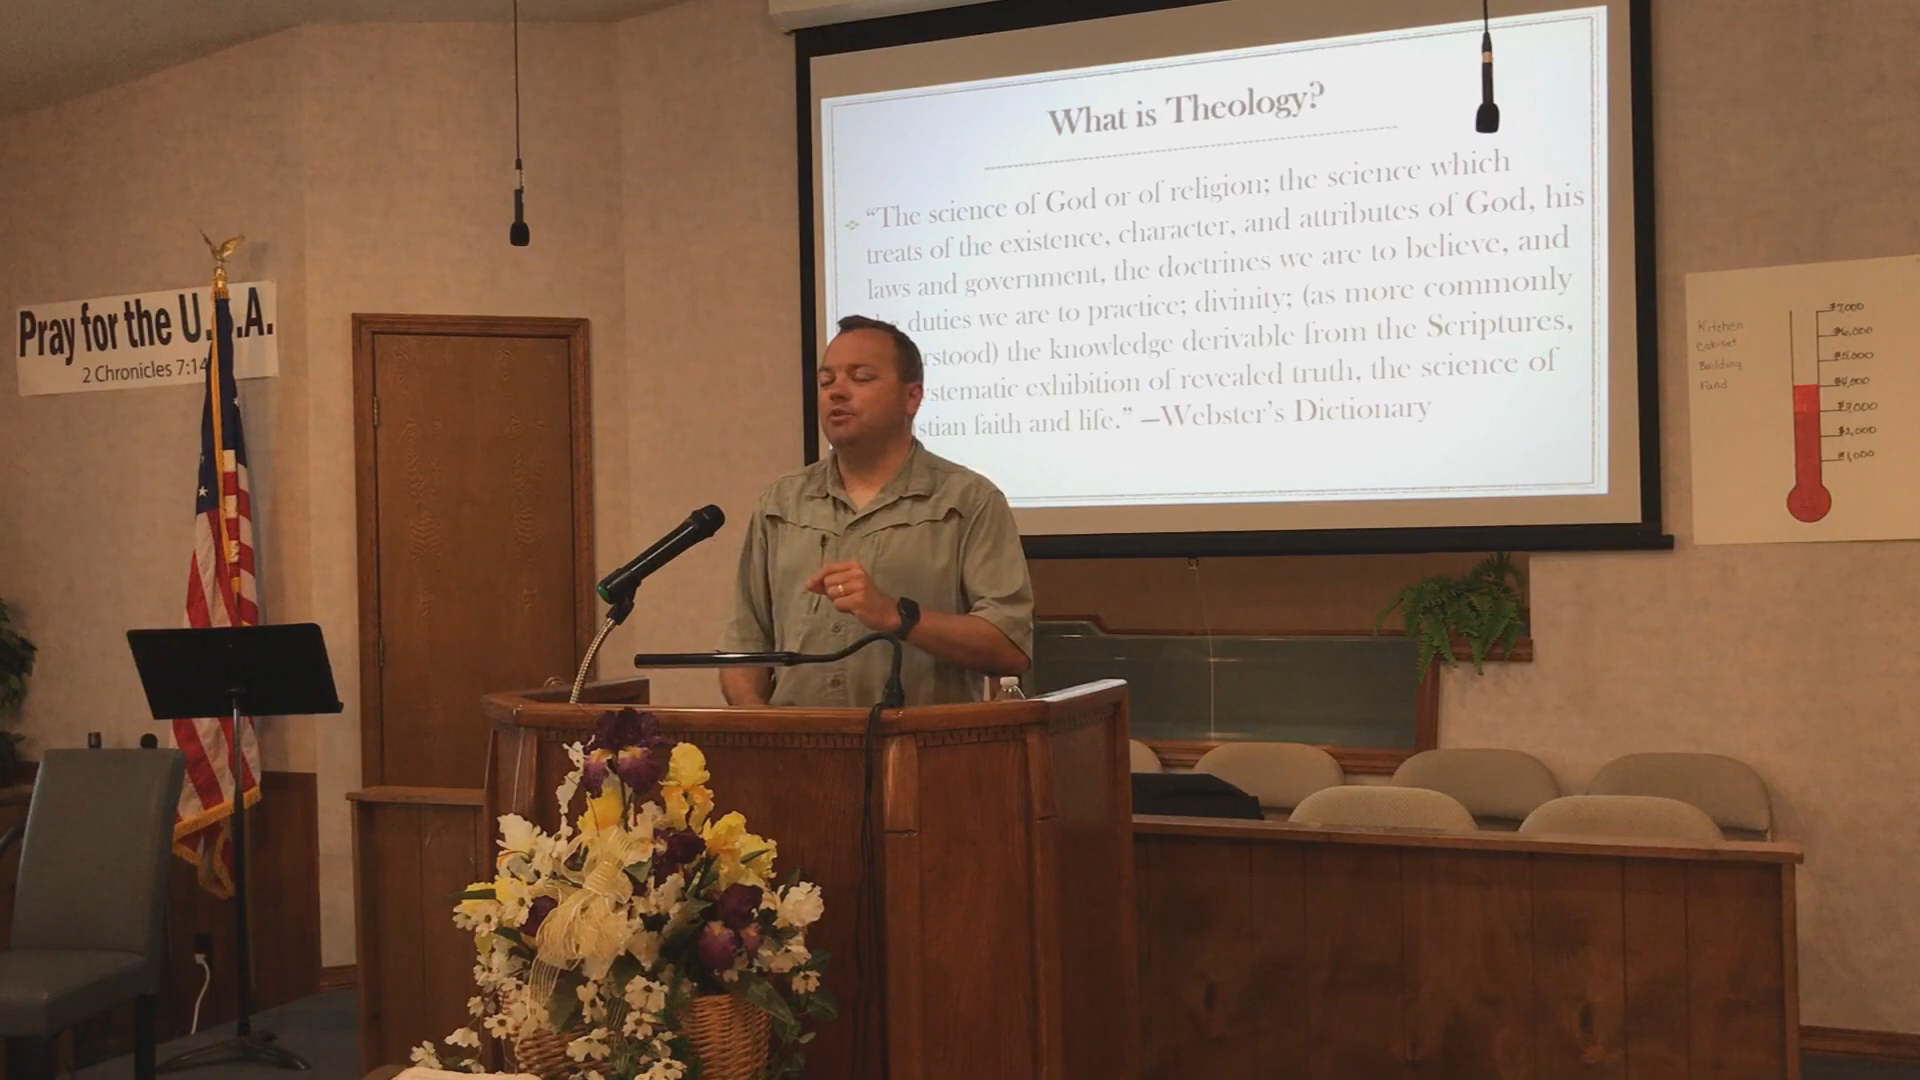 What is Theology?
"The science of God or of religion; the science which
treats of the existence, character, and attributes of God, his
laws and government, the doctrines we are to believe, and
duties we are to practice; divinity; (as more commonly
rstood) the knowledge derivable from the Scriptures,
ystematic exhibition of revealed truth, the science of
stian faith and life." —Webster's Dictionary
Pray for the U.S.A.
2 Chronicles 7:14
Kitchen
Cabinet
Building
Fund
$7,000
$6,000
$5,000
$4,000
$3,000
$2,000
$1,000